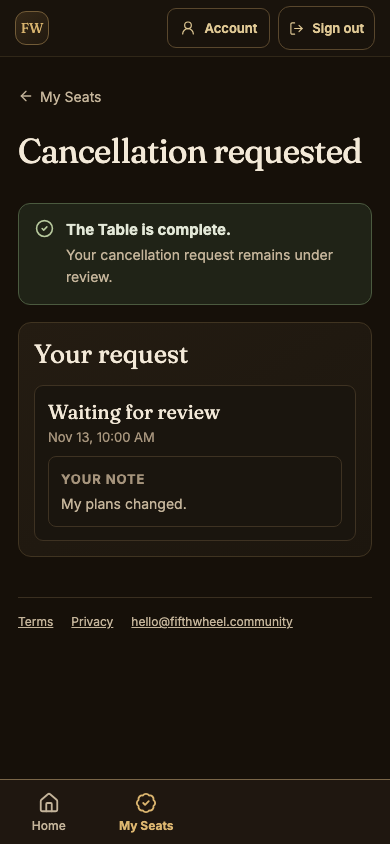 FW
Account
Sign out
My Seats
Cancellation requested
The Table is complete.
Your cancellation request remains under
review.
Your request
Waiting for review
Nov 13, 10:00 AM
YOUR NOTE
My plans changed.
Terms
Privacy
hello@fifthwheel.community
Home
My Seats